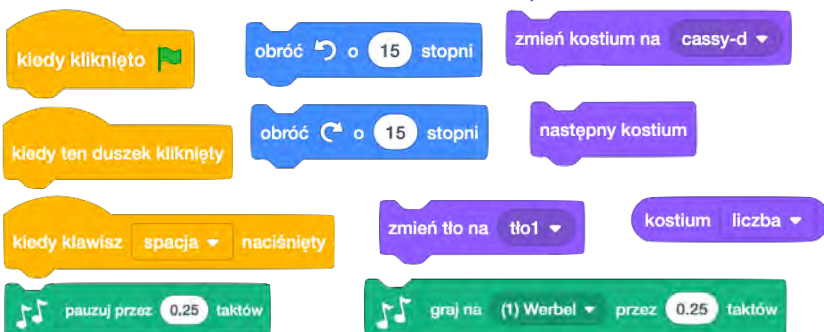 kiedy kliknięto
obróć o 15 stopni
zmień kostium na cassy-d
kiedy ten duszek kliknięty
obróć o 15 stopni
następny kostium
kiedy klawisz spacja naciśnięty
zmień tło na tło1
kostium liczba
pauzuj przez 0.25 taktów
graj na (1) Werbel przez 0.25 taktów